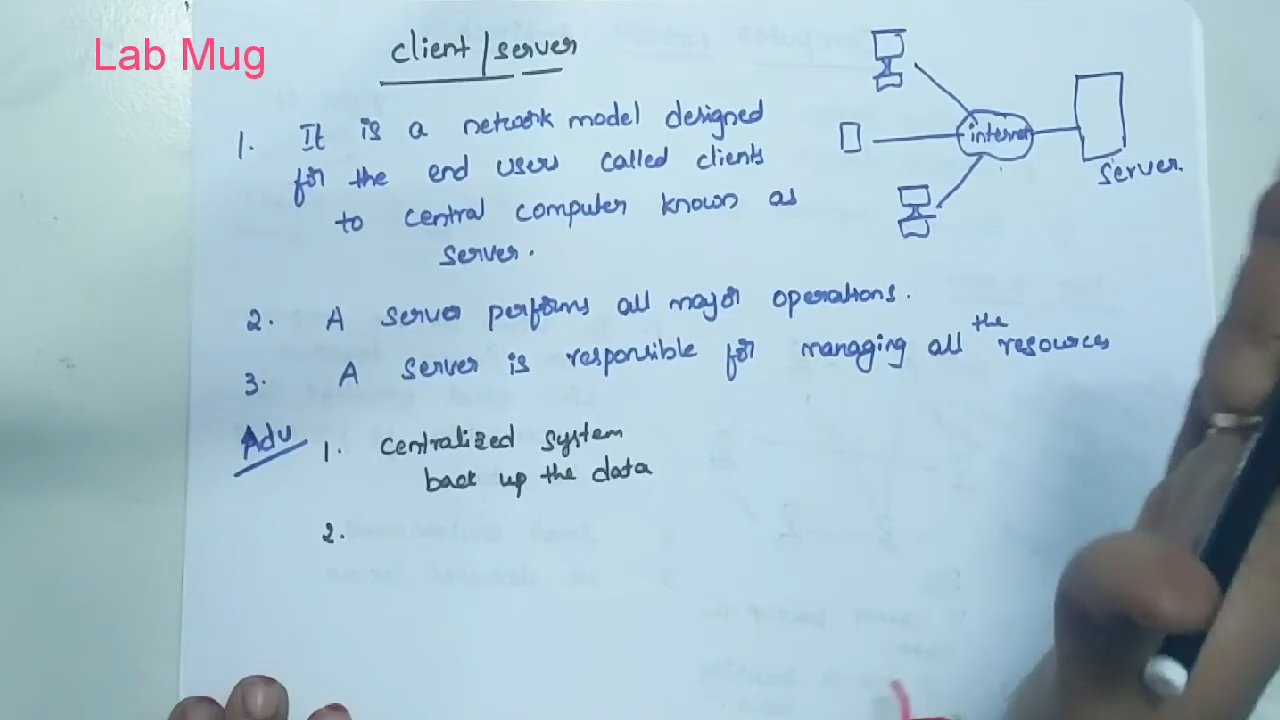 Lab Mug
client/server
internet
server.
1. It is a network model designed
for the end users called clients
to central computer known as
server.
2. A server performs all major operations.
3. A server is responsible for managing all the resources
Adv 1. centralized system
back up the data
2.